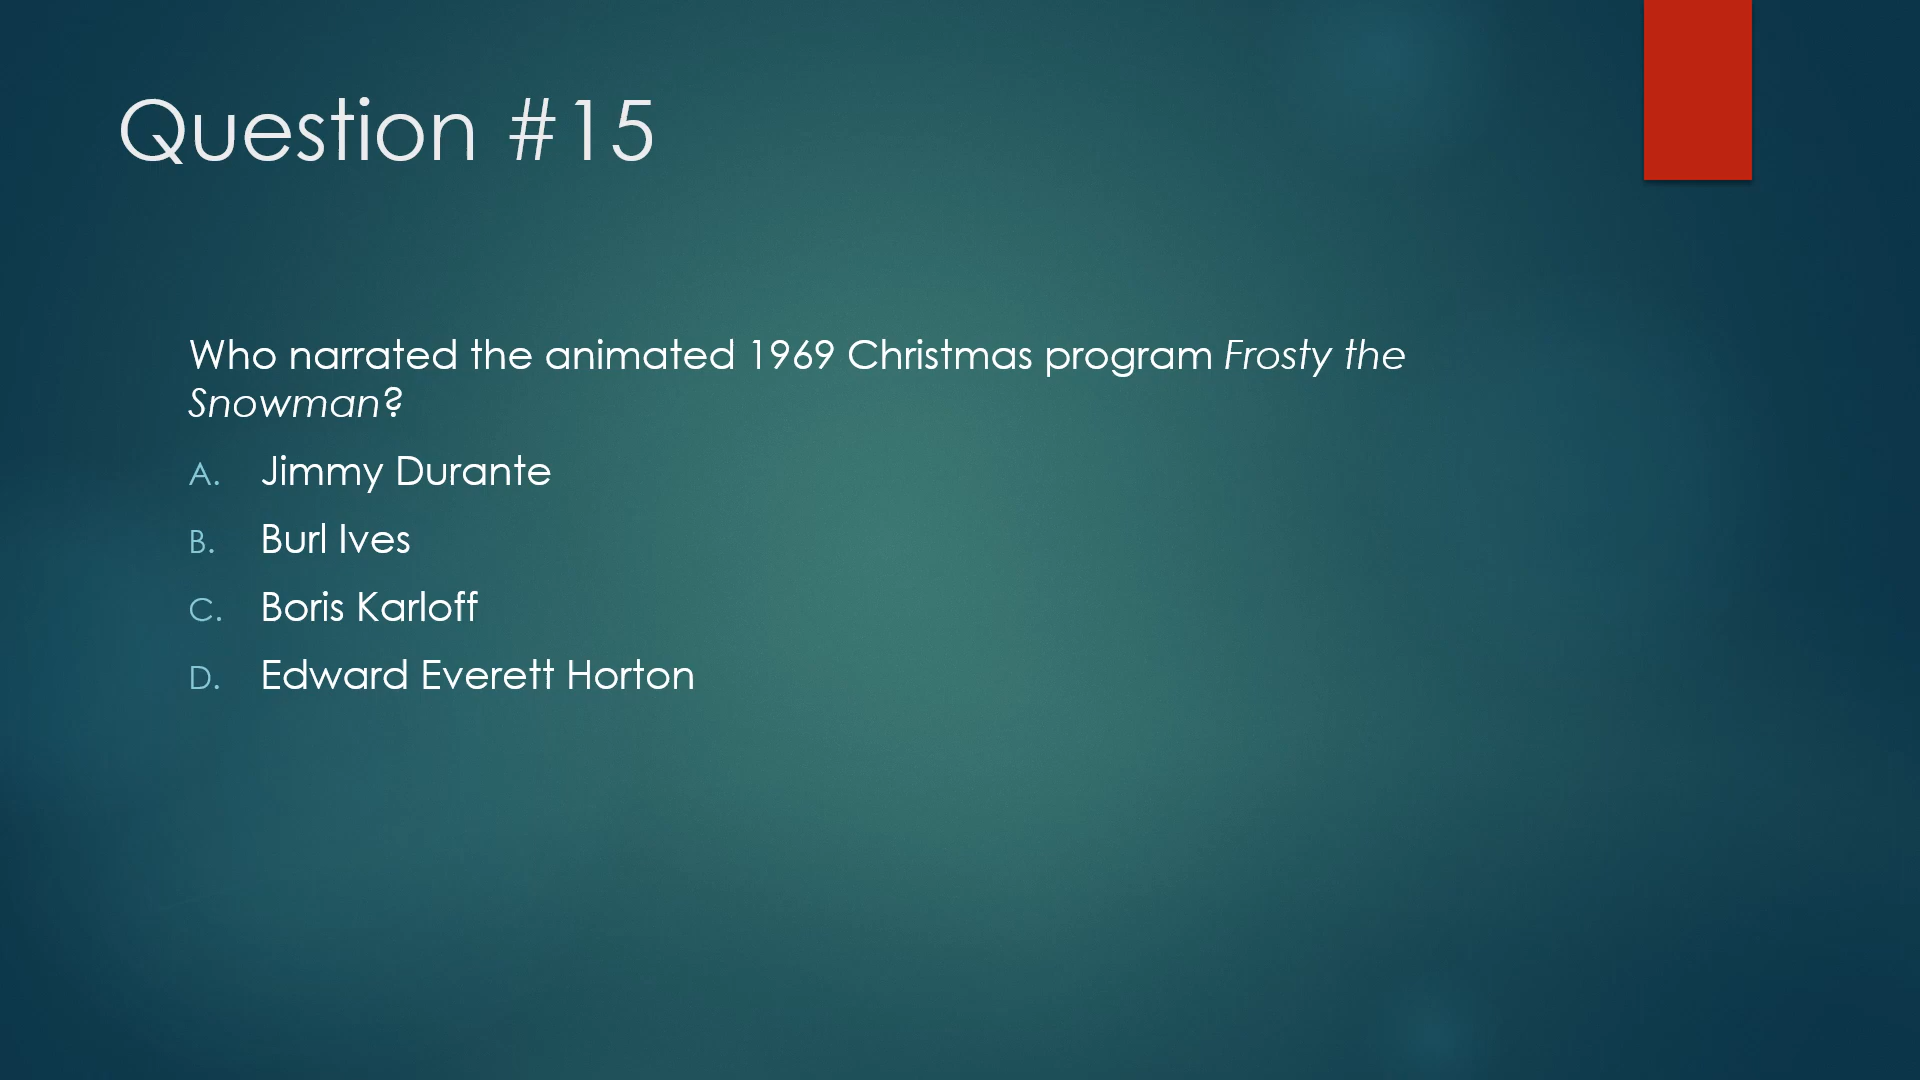 Question #15
Who narrated the animated 1969 Christmas program Frosty the
Snowman?
A. Jimmy Durante
B. Burl Ives
C. Boris Karloff
D. Edward Everett Horton